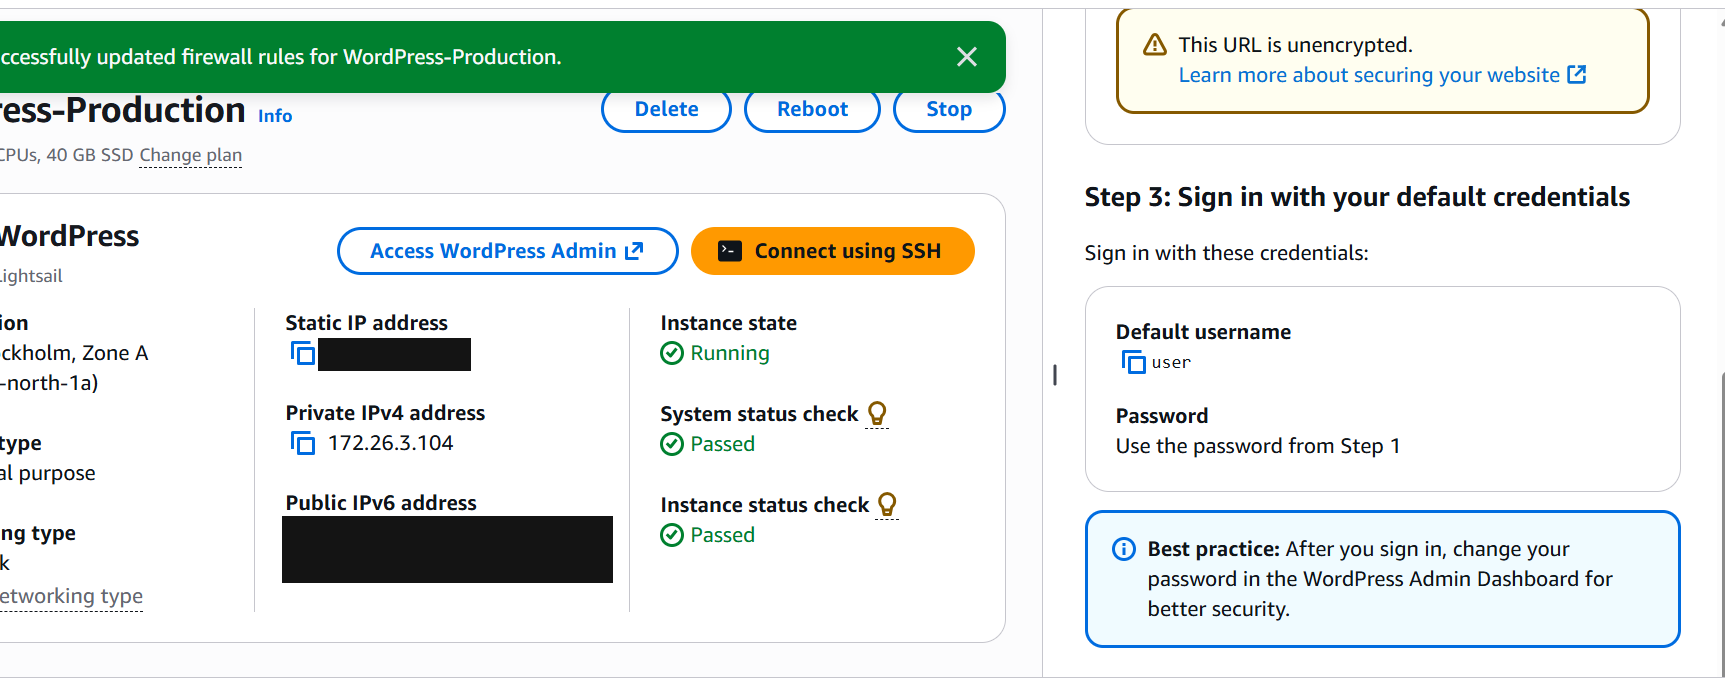 ccessfully updated firewall rules for WordPress-Production.
ess-Production Info
Delete
Reboot
Stop
CPUs, 40 GB SSD Change plan
WordPress
Lightsail
Access WordPress Admin
Connect using SSH
ion
ockholm, Zone A
-north-1a)
type
al purpose
ng type
k
etworking type
Static IP address
Private IPv4 address
172.26.3.104
Public IPv6 address
Instance state
Running
System status check
Passed
Instance status check
Passed
This URL is unencrypted.
Learn more about securing your website
Step 3: Sign in with your default credentials
Sign in with these credentials:
Default username
user
Password
Use the password from Step 1
Best practice: After you sign in, change your
password in the WordPress Admin Dashboard for
better security.